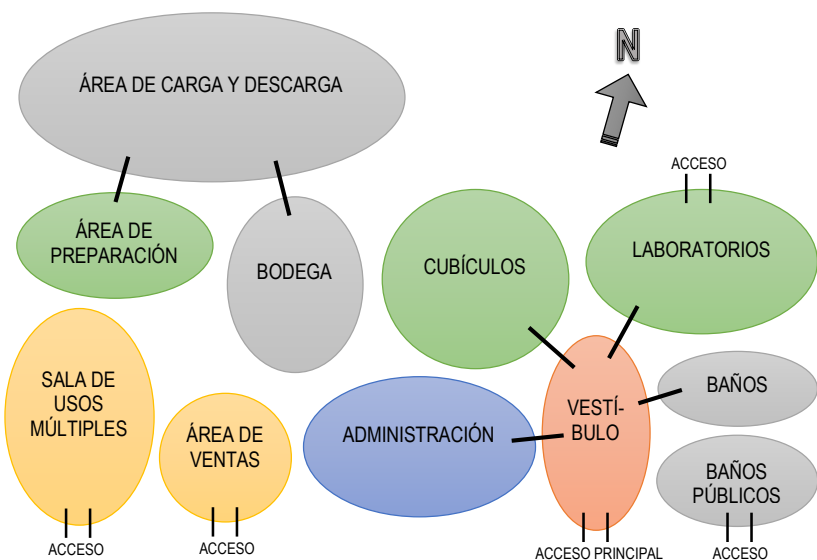 N
ÁREA DE CARGA Y DESCARGA
ACCESO
ÁREA DE
PREPARACIÓN
BODEGA
CUBÍCULOS
LABORATORIOS
SALA DE
USOS
MÚLTIPLES
ÁREA DE
VENTAS
ADMINISTRACIÓN
VESTÍ-
BULO
BAÑOS
BAÑOS
PÚBLICOS
ACCESO
ACCESO
ACCESO PRINCIPAL
ACCESO